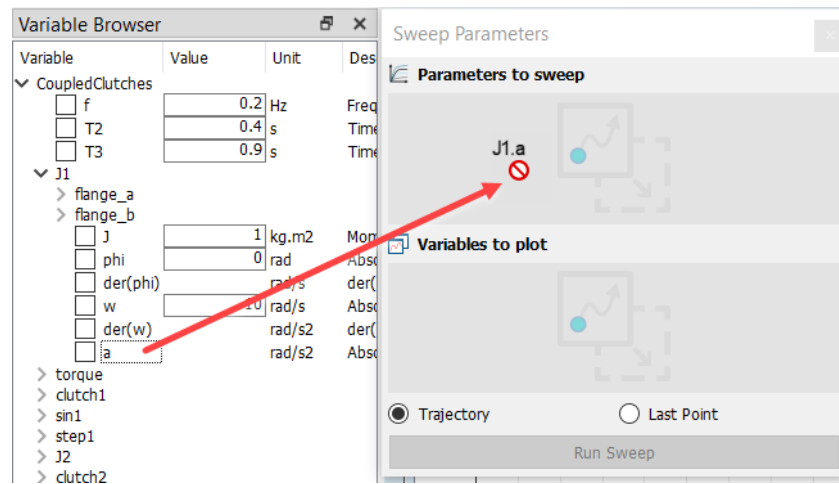 Variable Browser
Variable Value Unit Des
CoupledClutches
f 0.2 Hz Freq
T2 0.4 s Time
T3 0.9 s Time
J1
flange_a
flange_b
J 1 kg.m2 Mom
phi 0 rad Abso
der(phi) rad/s der(
w 10 rad/s Abso
der(w) rad/s2 der(
a rad/s2 Abso
torque
clutch1
sin1
step1
J2
clutch2
Sweep Parameters
Parameters to sweep
J1.a
Variables to plot
Trajectory Last Point
Run Sweep